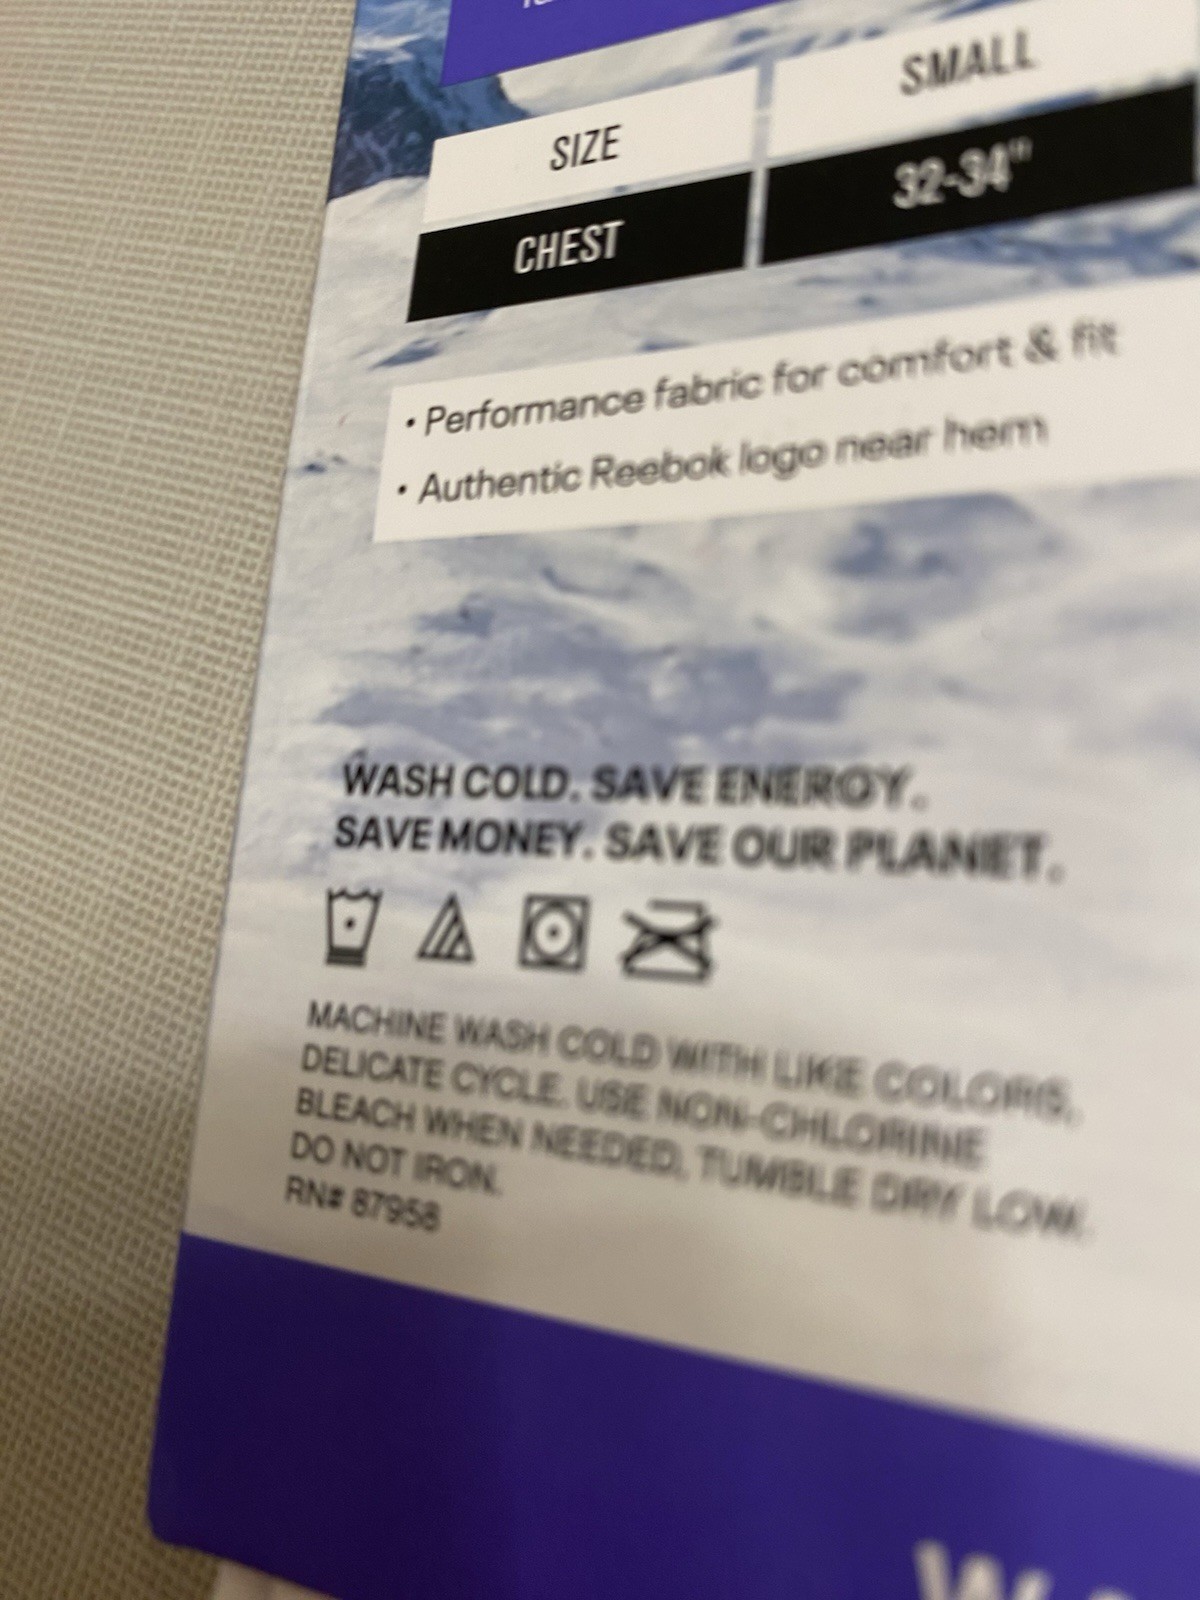 SIZE SMALL
CHEST 32-34"
• Performance fabric for comfort & fit
• Authentic Reebok logo near hem
WASH COLD. SAVE ENERGY.
SAVE MONEY. SAVE OUR PLANET.
MACHINE WASH COLD WITH LIKE COLORS,
DELICATE CYCLE. USE NON-CHLORINE
BLEACH WHEN NEEDED. TUMBLE DRY LOW.
DO NOT IRON.
RN# 87958